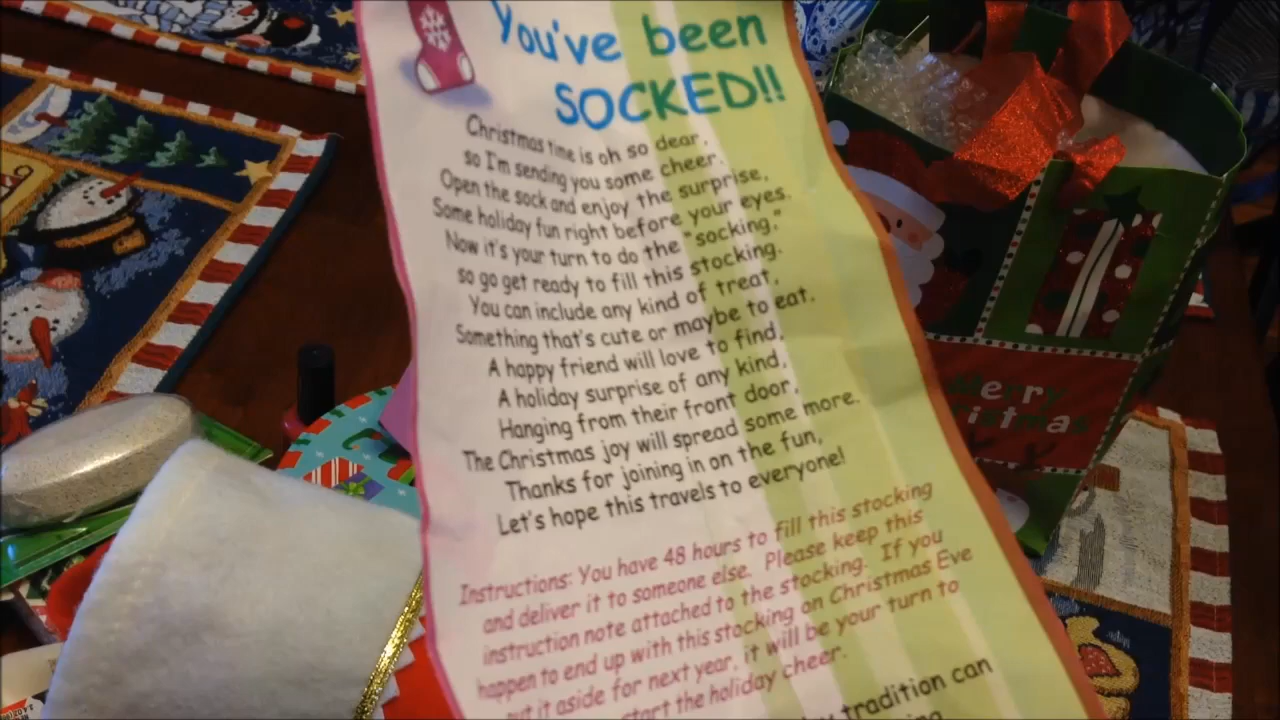 You've been
SOCKED!!
Christmas time is oh so dear,
so I'm sending you some cheer.
Open the sock and enjoy the surprise,
Some holiday fun right before your eyes.
Now it's your turn to do the "socking,"
so go get ready to fill this stocking.
You can include any kind of treat,
Something that's cute or maybe to eat.
A happy friend will love to find,
A holiday surprise of any kind,
Hanging from their front door,
The Christmas joy will spread some more.
Thanks for joining in on the fun,
Let's hope this travels to everyone!
Instructions: You have 48 hours to fill this stocking
and deliver it to someone else. Please keep this
instruction note attached to the stocking. If you
happen to end up with this stocking on Christmas Eve
put it aside for next year, it will be your turn to
start the holiday cheer.
tradition can
Merry
Christmas